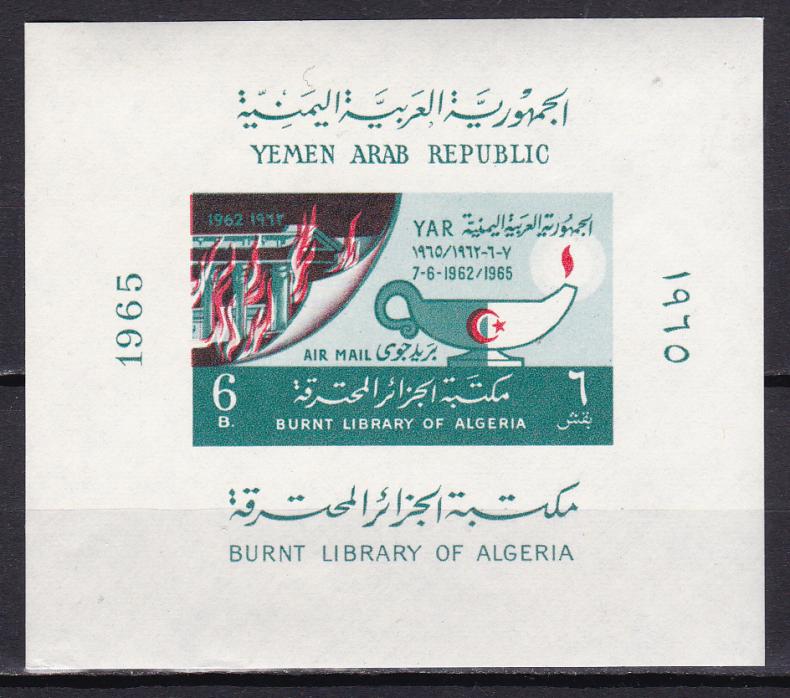 الجمهورية العربية اليمنية
YEMEN ARAB REPUBLIC
1962 ١٩٦٢
YAR الجمهورية العربية اليمنية
١٩٦٥/١٩٦٢-٦-٧
7-6-1962/1965
1965
١٩٦٥
AIR MAIL بريد جوى
6 مكتبة الجزائر المحترقة ٦
B. BURNT LIBRARY OF ALGERIA بقش
مكتبة الجزائر المحترقة
BURNT LIBRARY OF ALGERIA